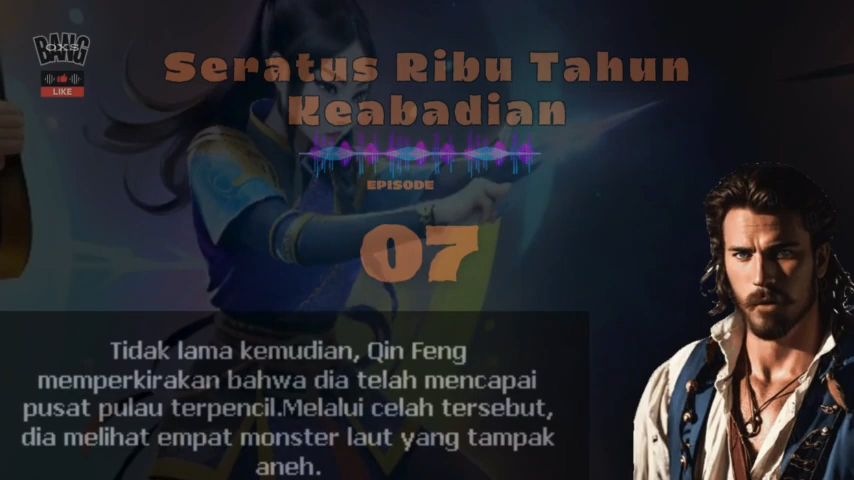 BANG
OXS
LIKE
Seratus Ribu Tahun
Keabadian
EPISODE
07
Tidak lama kemudian, Qin Feng
memperkirakan bahwa dia telah mencapai
pusat pulau terpencil.Melalui celah tersebut,
dia melihat empat monster laut yang tampak
aneh.